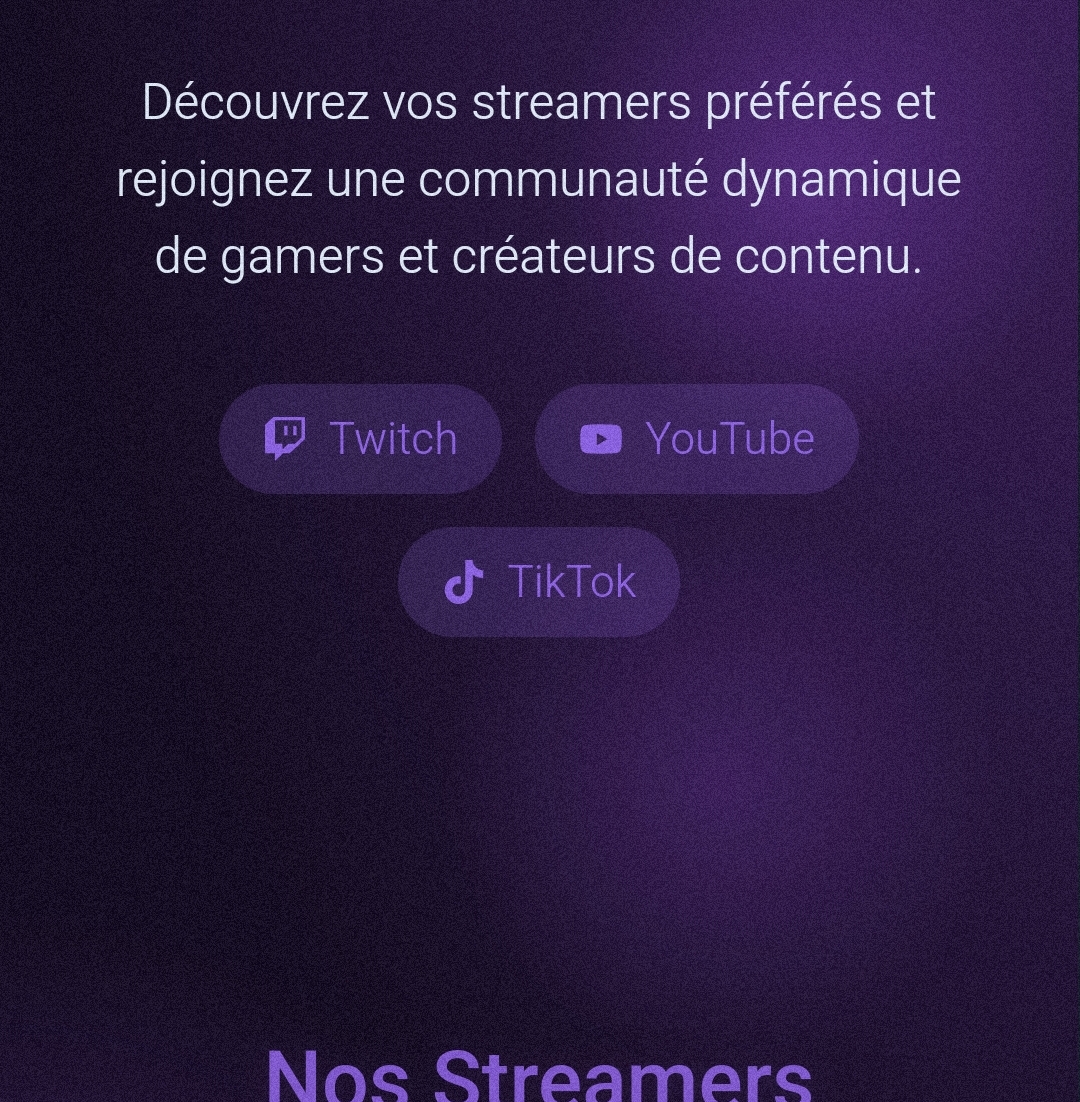 Découvrez vos streamers préférés et
rejoignez une communauté dynamique
de gamers et créateurs de contenu.
Twitch
YouTube
TikTok
Nos Streamers